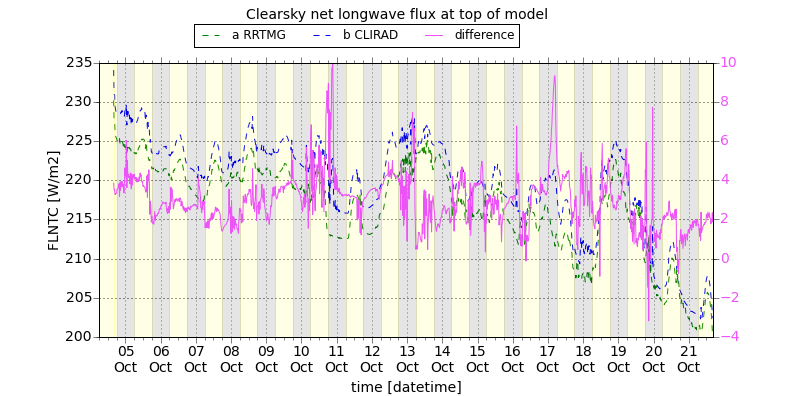 Clearsky net longwave flux at top of model
a RRTMG b CLIRAD difference
235 10
230 8
225 6
220 4
215 2
210 0
205 −2
200 −4
FLNTC [W/m2]
05 06 07 08 09 10 11 12 13 14 15 16 17 18 19 20 21
Oct Oct Oct Oct Oct Oct Oct Oct Oct Oct Oct Oct Oct Oct Oct Oct Oct
time [datetime]